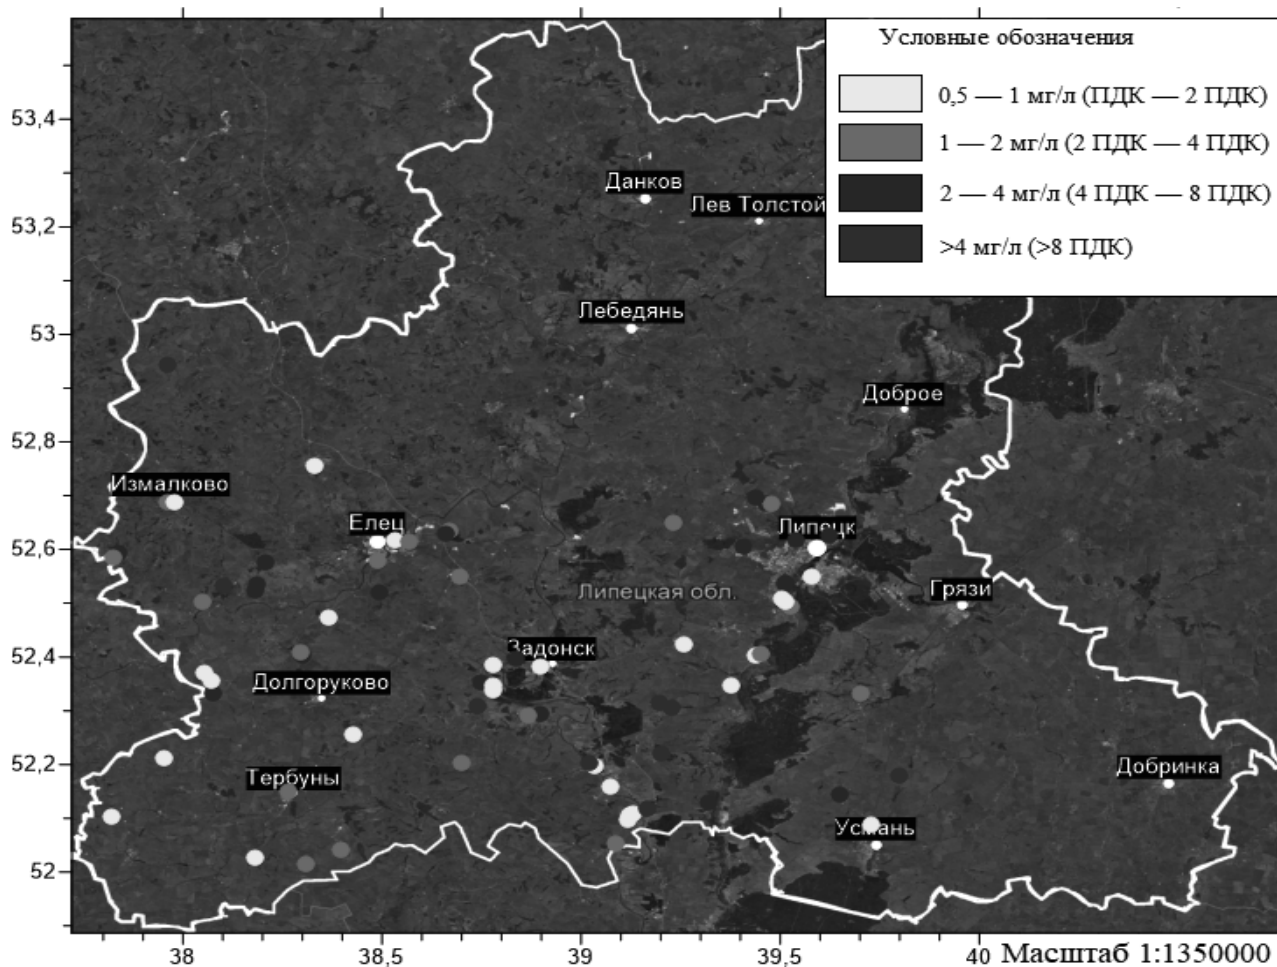 Условные обозначения
0,5 — 1 мг/л (ПДК — 2 ПДК)
1 — 2 мг/л (2 ПДК — 4 ПДК)
2 — 4 мг/л (4 ПДК — 8 ПДК)
>4 мг/л (>8 ПДК)
53,4
Данков
Лев Толстой
53,2
Лебедянь
53
Доброе
52,8
Измалково
Елец
Липецк
52,6
Грязи
Липецкая обл.
Задонск
52,4
Долгоруково
52,2
Тербуны
Добринка
Усмань
52
38
38,5
39
39,5
40
Масштаб 1:1350000